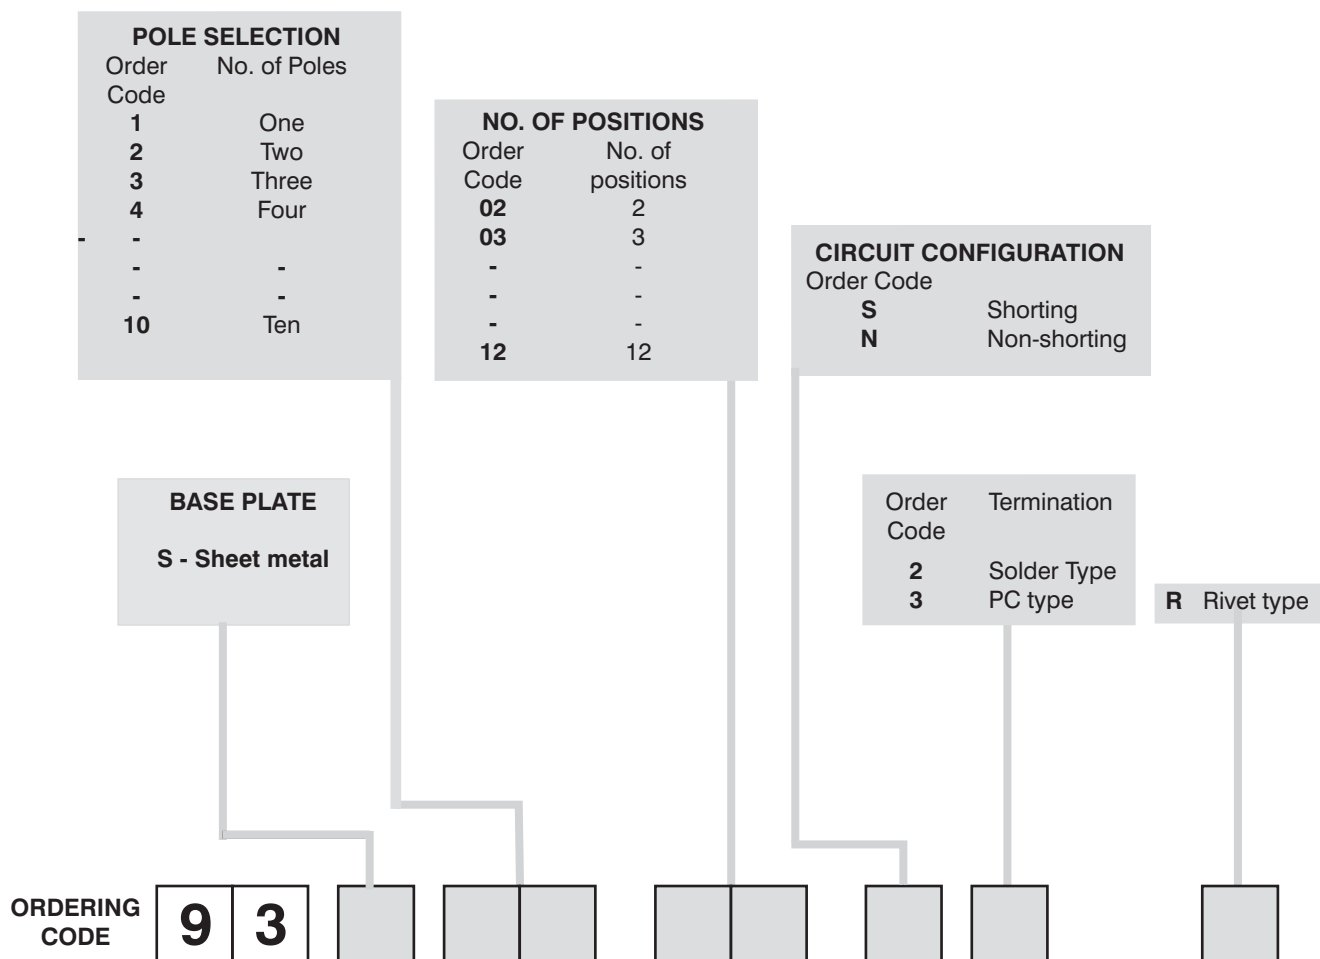 POLE SELECTION
Order No. of Poles
Code
1 One
2 Two
3 Three
4 Four
- -
- -
- -
10 Ten
NO. OF POSITIONS
Order No. of
Code positions
02 2
03 3
- -
- -
- -
12 12
CIRCUIT CONFIGURATION
Order Code
S Shorting
N Non-shorting
BASE PLATE
S - Sheet metal
Order Termination
Code
2 Solder Type
3 PC type
R Rivet type
ORDERING
CODE
9 3